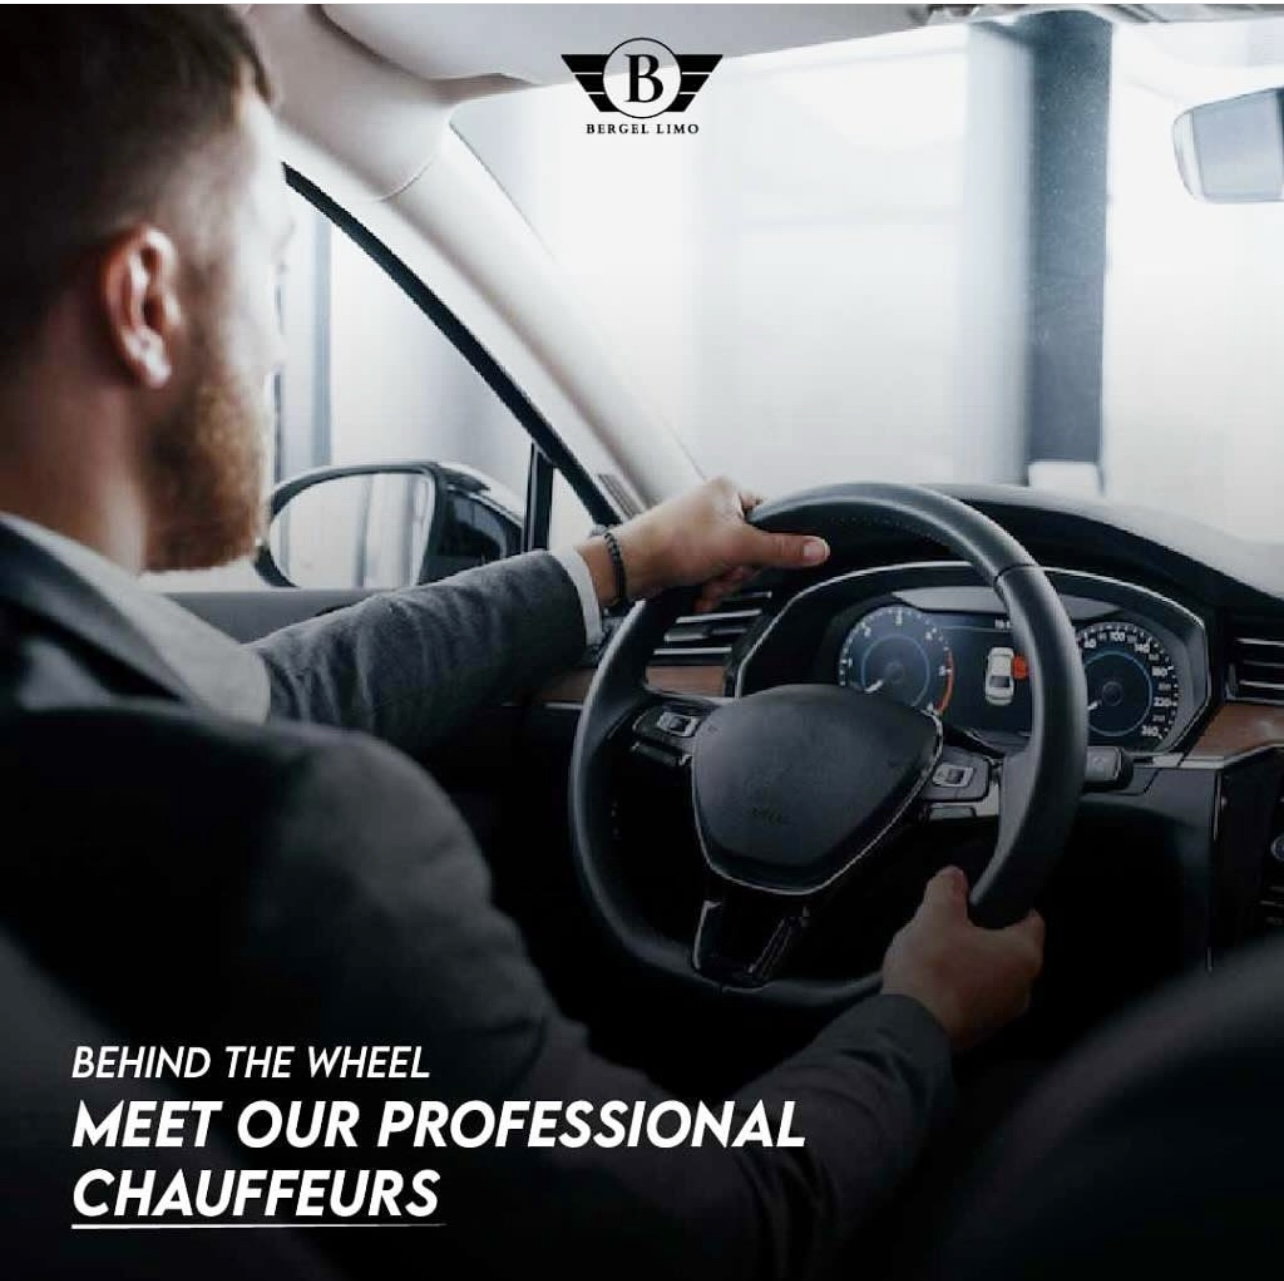 B
BERGEL LIMO
BEHIND THE WHEEL
MEET OUR PROFESSIONAL
CHAUFFEURS